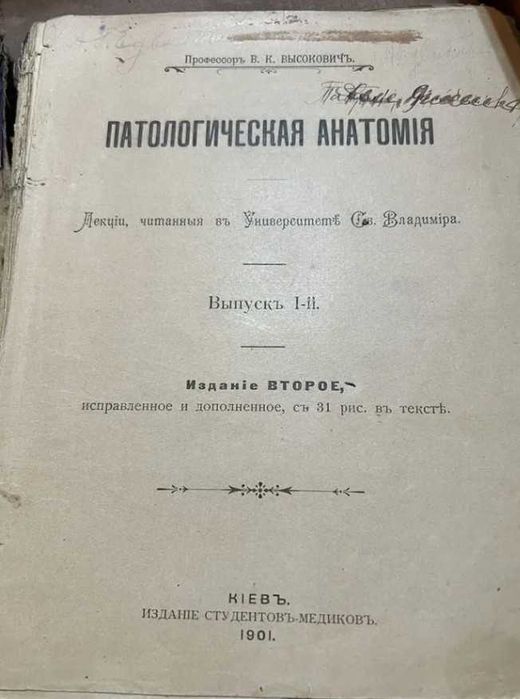 Профессоръ В. К. ВЫСОКОВИЧЪ.
ПАТОЛОГИЧЕСКАЯ АНАТОМІЯ
Лекціи, читанныя въ Университетѣ Св. Владиміра.
Выпускъ I-й.
Изданіе ВТОРОЕ,
исправленное и дополненное, съ 31 рис. въ текстѣ.
КІЕВЪ.
ИЗДАНІЕ СТУДЕНТОВЪ-МЕДИКОВЪ.
1901.